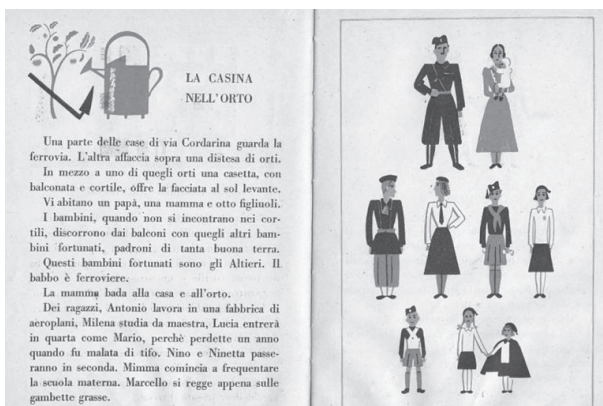 LA CASINA
NELL'ORTO
Una parte delle case di via Cordarina guarda la
ferrovia. L'altra affaccia sopra una distesa di orti.
In mezzo a uno di quegli orti una casetta, con
balconata e cortile, offre la facciata al sol levante.
Vi abitano un papà, una mamma e otto figliuoli.
I bambini, quando non si incontrano nei cor-
tili, discorrono dai balconi con quegli altri bam-
bini fortunati, padroni di tanta buona terra.
Questi bambini fortunati sono gli Altieri. Il
babbo è ferroviere.
La mamma bada alla casa e all'orto.
Dei ragazzi, Antonio lavora in una fabbrica di
aeroplani, Milena studia da maestra, Lucia entrerà
in quarta come Mario, perchè perdette un anno
quando fu malata di tifo. Nino e Ninetta passe-
ranno in seconda. Mimma comincia a frequentare
la scuola materna. Marcello si regge appena sulle
gambette grasse.